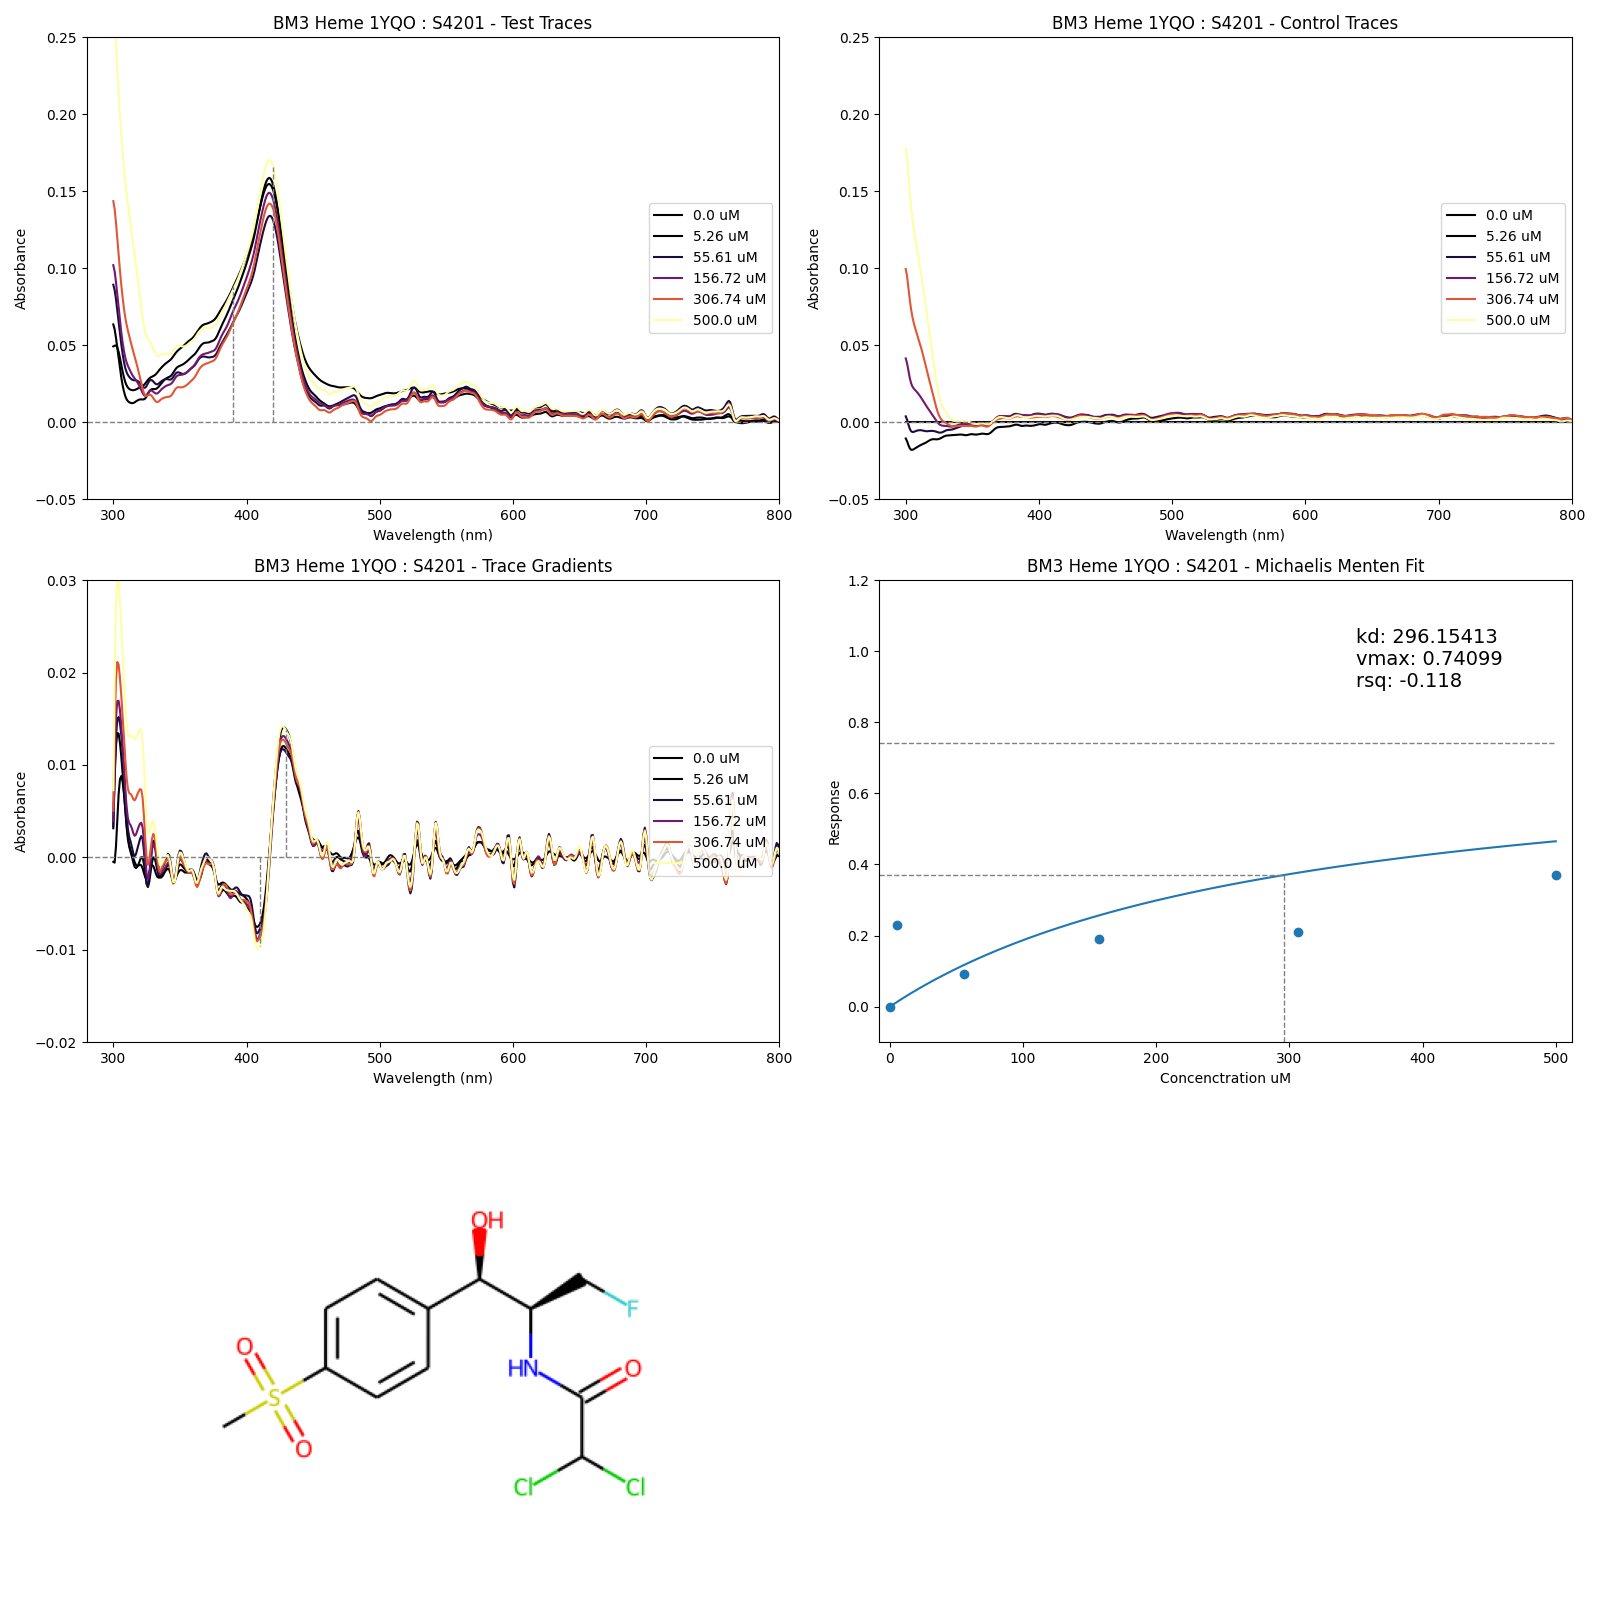 BM3 Heme 1YQO : S4201 - Test Traces
Absorbance
0.25
0.20
0.15
0.10
0.05
0.00
−0.05
300 400 500 600 700 800
Wavelength (nm)
0.0 uM
5.26 uM
55.61 uM
156.72 uM
306.74 uM
500.0 uM
BM3 Heme 1YQO : S4201 - Control Traces
Absorbance
0.25
0.20
0.15
0.10
0.05
0.00
−0.05
300 400 500 600 700 800
Wavelength (nm)
0.0 uM
5.26 uM
55.61 uM
156.72 uM
306.74 uM
500.0 uM
BM3 Heme 1YQO : S4201 - Trace Gradients
Absorbance
0.03
0.02
0.01
0.00
−0.01
−0.02
300 400 500 600 700 800
Wavelength (nm)
0.0 uM
5.26 uM
55.61 uM
156.72 uM
306.74 uM
500.0 uM
BM3 Heme 1YQO : S4201 - Michaelis Menten Fit
Response
1.2
1.0
0.8
0.6
0.4
0.2
0.0
0 100 200 300 400 500
Concenctration uM
kd: 296.15413
vmax: 0.74099
rsq: -0.118
OH
F
O
HN
O
S
O
Cl Cl